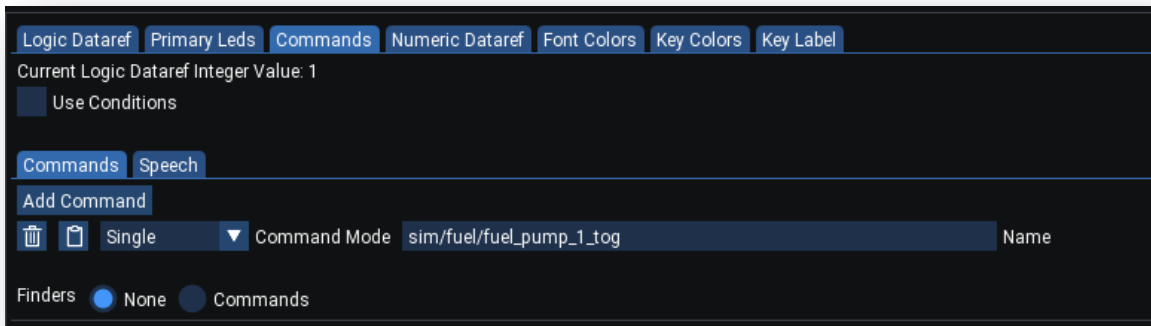 Logic Dataref Primary Leds Commands Numeric Dataref Font Colors Key Colors Key Label
Current Logic Dataref Integer Value: 1
Use Conditions
Commands Speech
Add Command
Single Command Mode sim/fuel/fuel_pump_1_tog Name
Finders None Commands